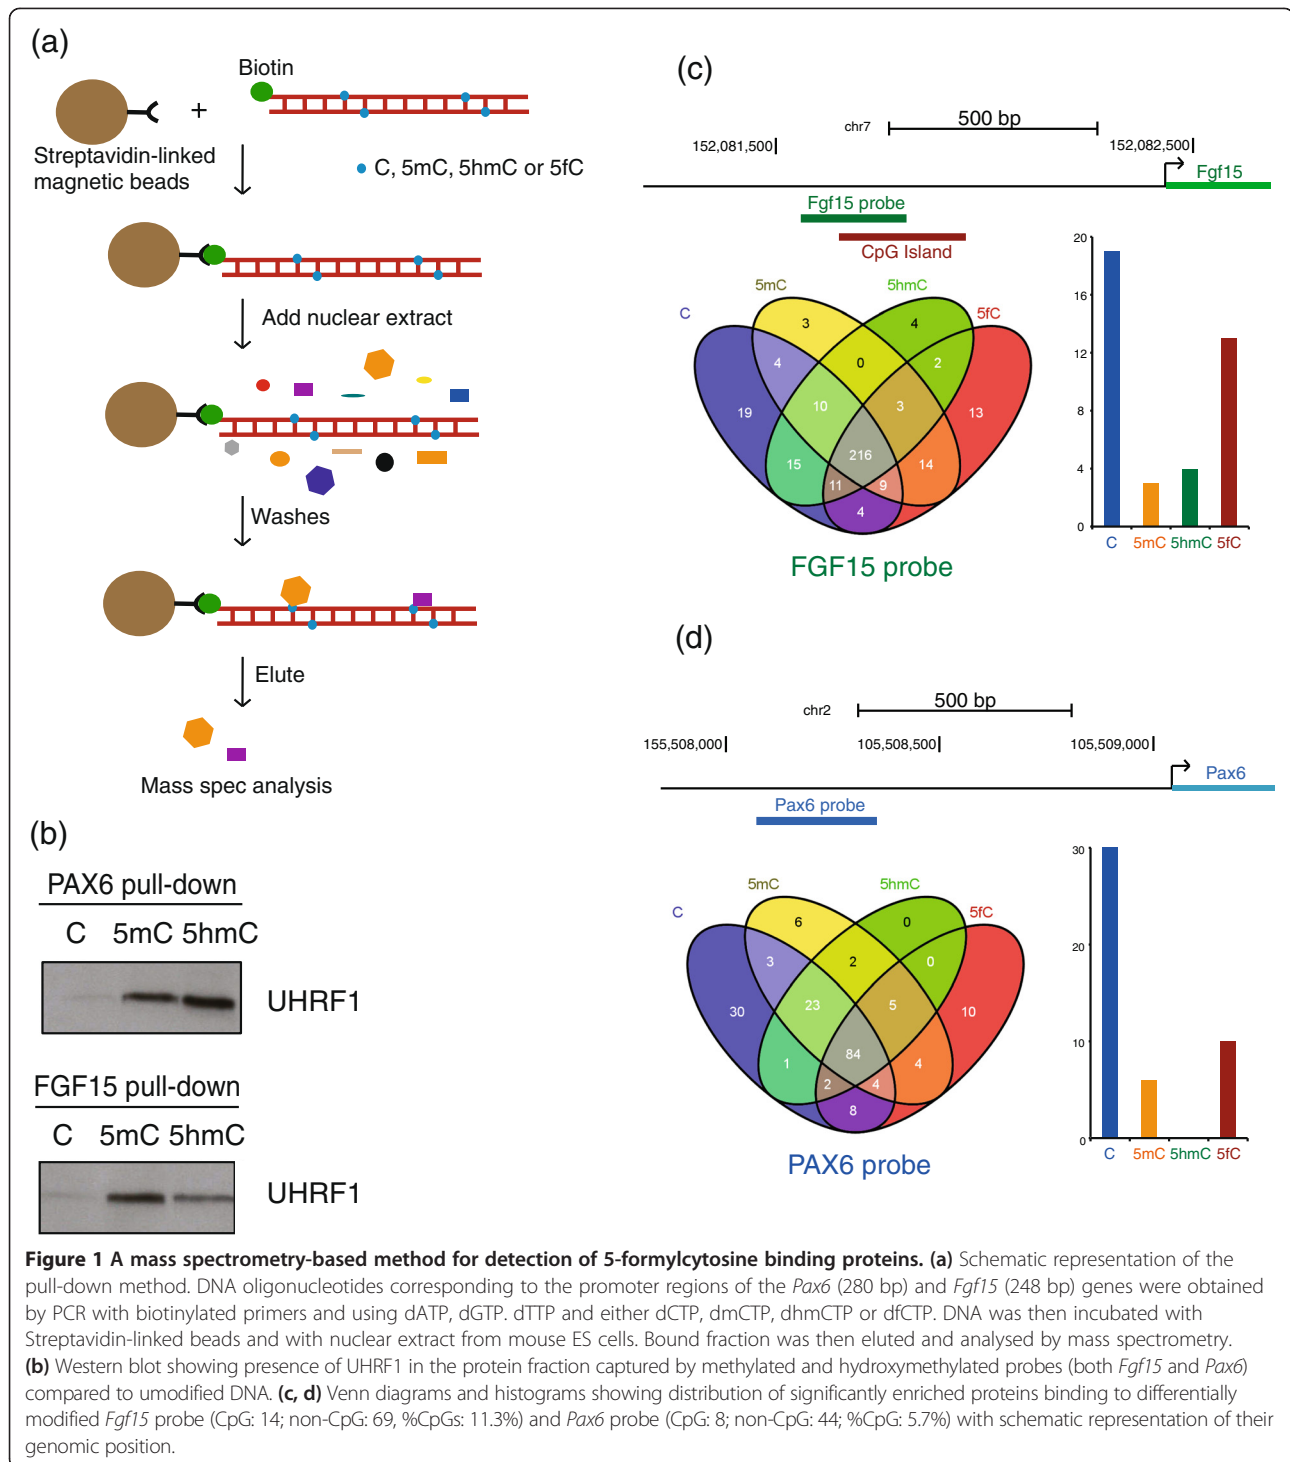 (a)
Biotin
+
Streptavidin-linked
magnetic beads
C, 5mC, 5hmC or 5fC
Add nuclear extract
Washes
Elute
Mass spec analysis
(b)
PAX6 pull-down
C 5mC 5hmC
UHRF1
FGF15 pull-down
C 5mC 5hmC
UHRF1
(c)
chr7 500 bp
152,081,500 152,082,500
Fgf15
Fgf15 probe
CpG Island
C 5mC 5hmC 5fC
3 4
4 0 2
19 10 3 13
15 216 14
11 9
4
FGF15 probe
20
16
12
8
4
0
C 5mC 5hmC 5fC
(d)
chr2 500 bp
155,508,000 105,508,500 105,509,000
Pax6
Pax6 probe
C 5mC 5hmC 5fC
6 0
3 2 0
30 23 5 10
1 84 4
2 4
8
PAX6 probe
30
20
10
0
C 5mC 5hmC 5fC
Figure 1 A mass spectrometry-based method for detection of 5-formylcytosine binding proteins. (a) Schematic representation of the
pull-down method. DNA oligonucleotides corresponding to the promoter regions of the Pax6 (280 bp) and Fgf15 (248 bp) genes were obtained
by PCR with biotinylated primers and using dATP, dGTP. dTTP and either dCTP, dmCTP, dhmCTP or dfCTP. DNA was then incubated with
Streptavidin-linked beads and with nuclear extract from mouse ES cells. Bound fraction was then eluted and analysed by mass spectrometry.
(b) Western blot showing presence of UHRF1 in the protein fraction captured by methylated and hydroxymethylated probes (both Fgf15 and Pax6)
compared to umodified DNA. (c, d) Venn diagrams and histograms showing distribution of significantly enriched proteins binding to differentially
modified Fgf15 probe (CpG: 14; non-CpG: 69, %CpGs: 11.3%) and Pax6 probe (CpG: 8; non-CpG: 44; %CpG: 5.7%) with schematic representation of their
genomic position.